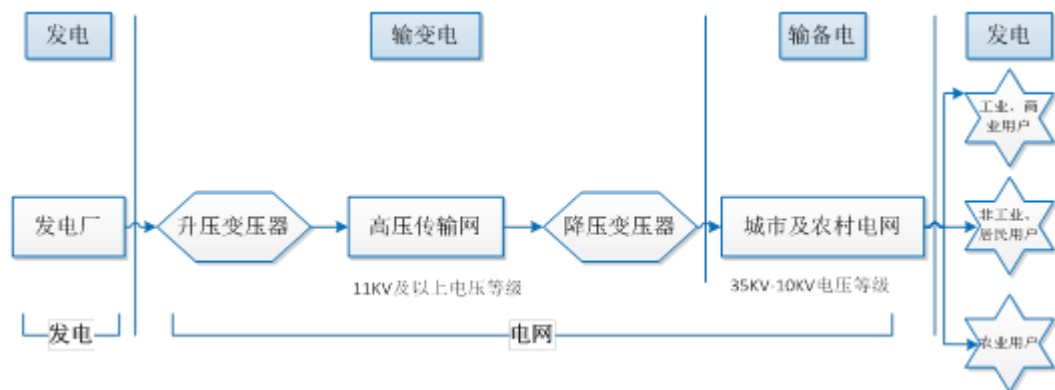 发电
输变电
输备电
发电
工业、商
业用户
发电厂
升压变压器
高压传输网
降压变压器
城市及农村电网
非工业、
居民用户
11KV及以上电压等级
35KV-10KV电压等级
发电
电网
农业用户